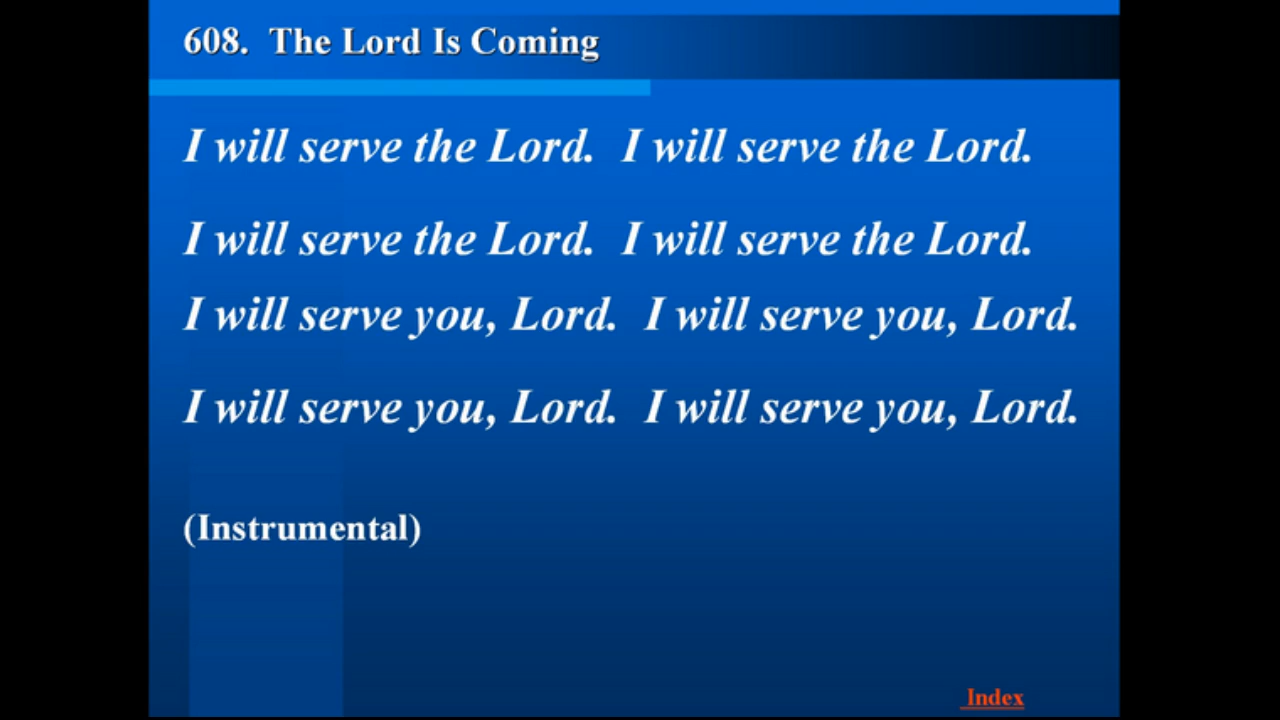 608. The Lord Is Coming
I will serve the Lord. I will serve the Lord.
I will serve the Lord. I will serve the Lord.
I will serve you, Lord. I will serve you, Lord.
I will serve you, Lord. I will serve you, Lord.
(Instrumental)
Index